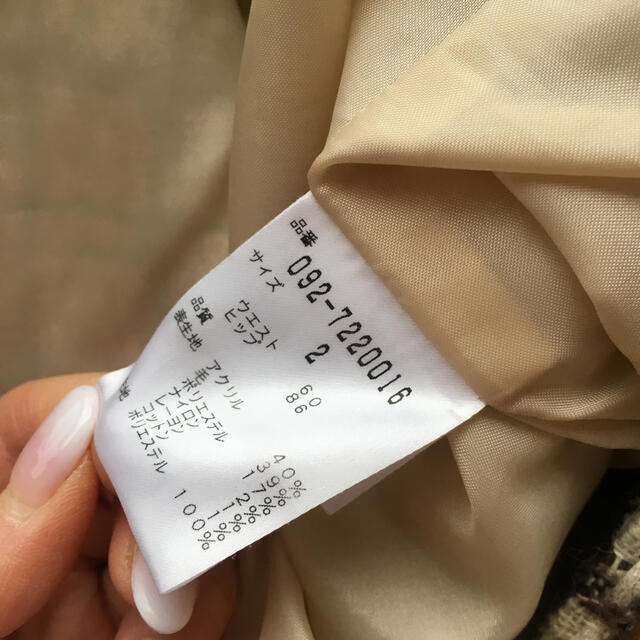 品番 092-7220016
サイズ 2
ウエスト 60
ヒップ 86
品質
表生地 アクリル 40%
毛 39%
ポリエステル 17%
ナイロン 2%
レーヨン 1%
コットン 1%
地 ポリエステル 100%